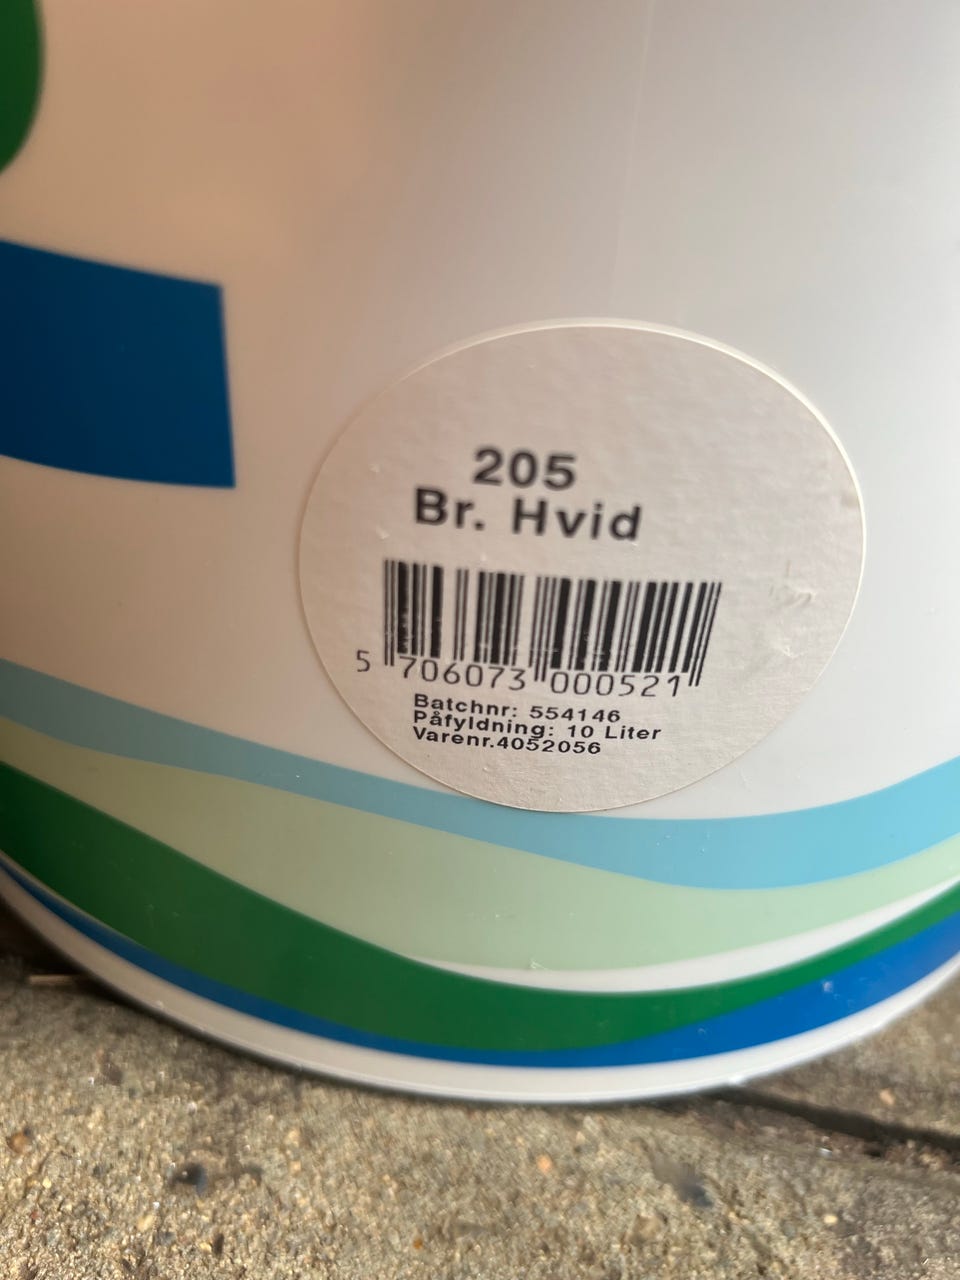 205
Br. Hvid
5 706073 000521
Batchnr: 554146
Påfyldning: 10 Liter
Varenr.4052056